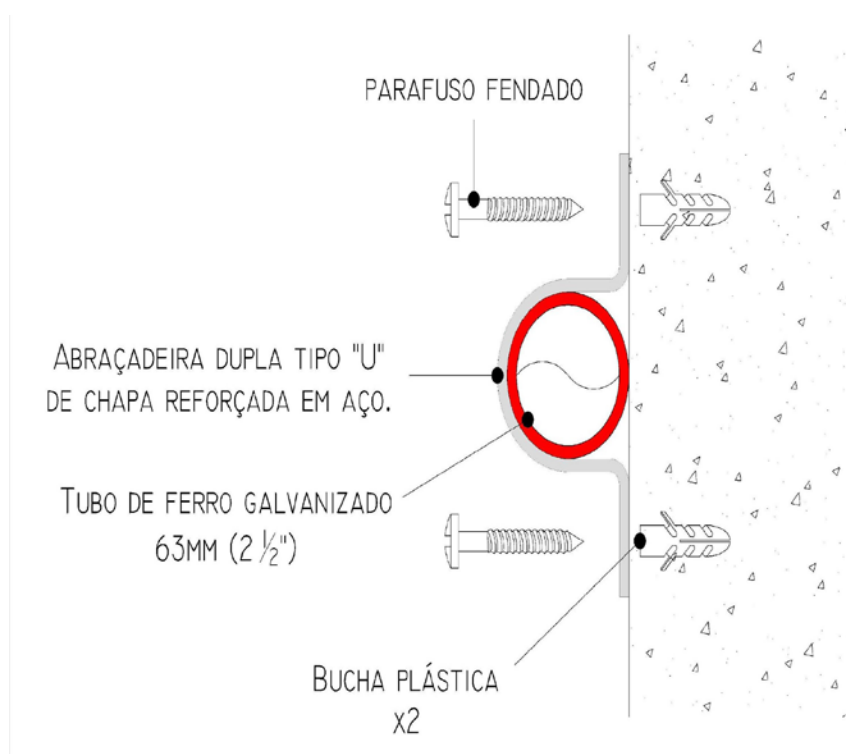 PARAFUSO FENDADO
ABRAÇADEIRA DUPLA TIPO "U"
DE CHAPA REFORÇADA EM AÇO.
TUBO DE FERRO GALVANIZADO
63MM (2 ½")
BUCHA PLÁSTICA
X2